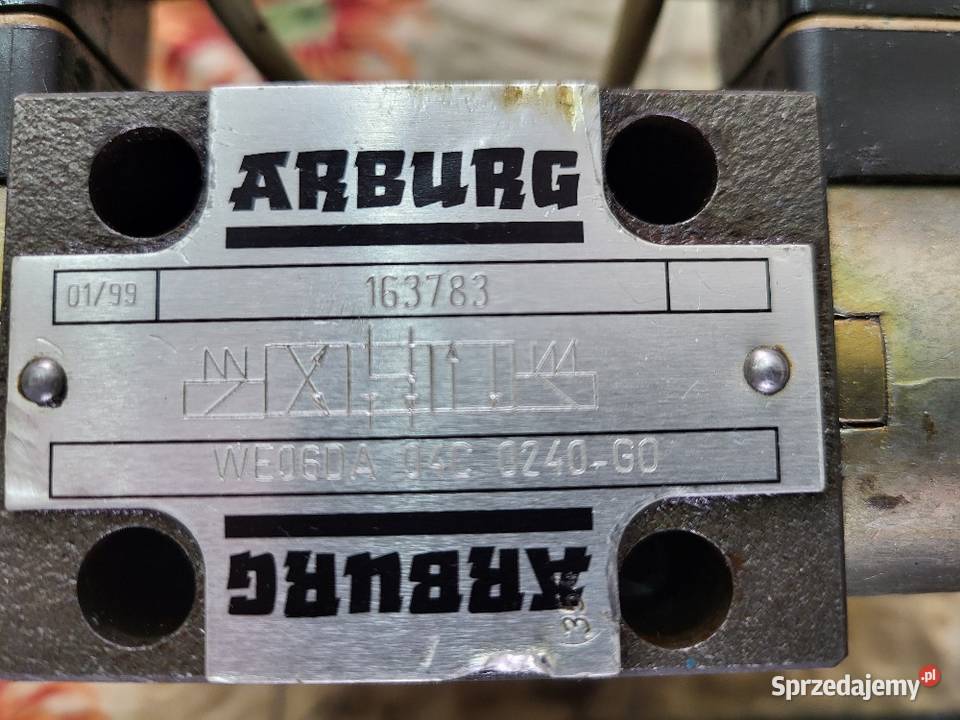 ARBURG
01/99 163783
WE06DA 04C 0240-G0
ARBURG
Sprzedajemy.pl